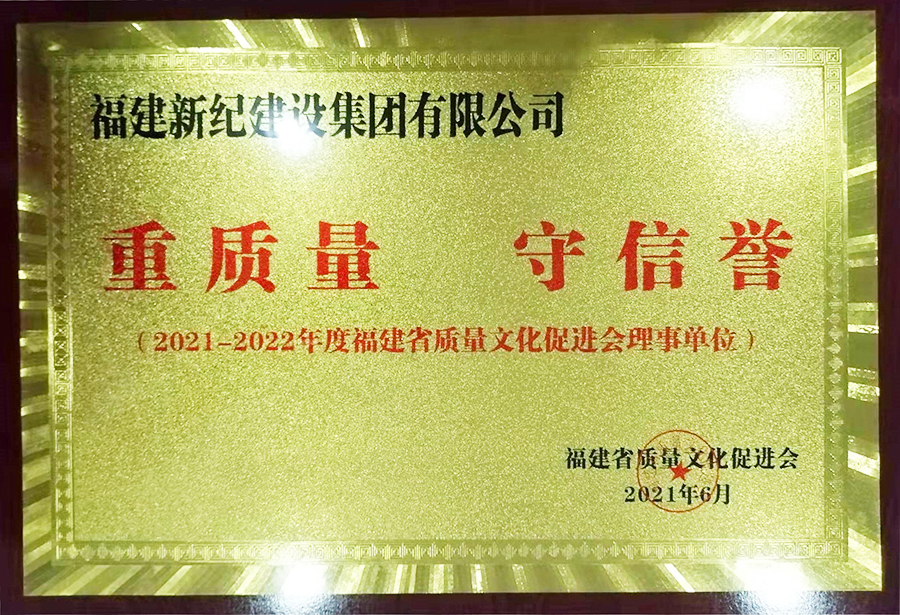 福建新纪建设集团有限公司
重质量 守信誉
（2021-2022年度福建省质量文化促进会理事单位）
福建省质量文化促进会
2021年6月